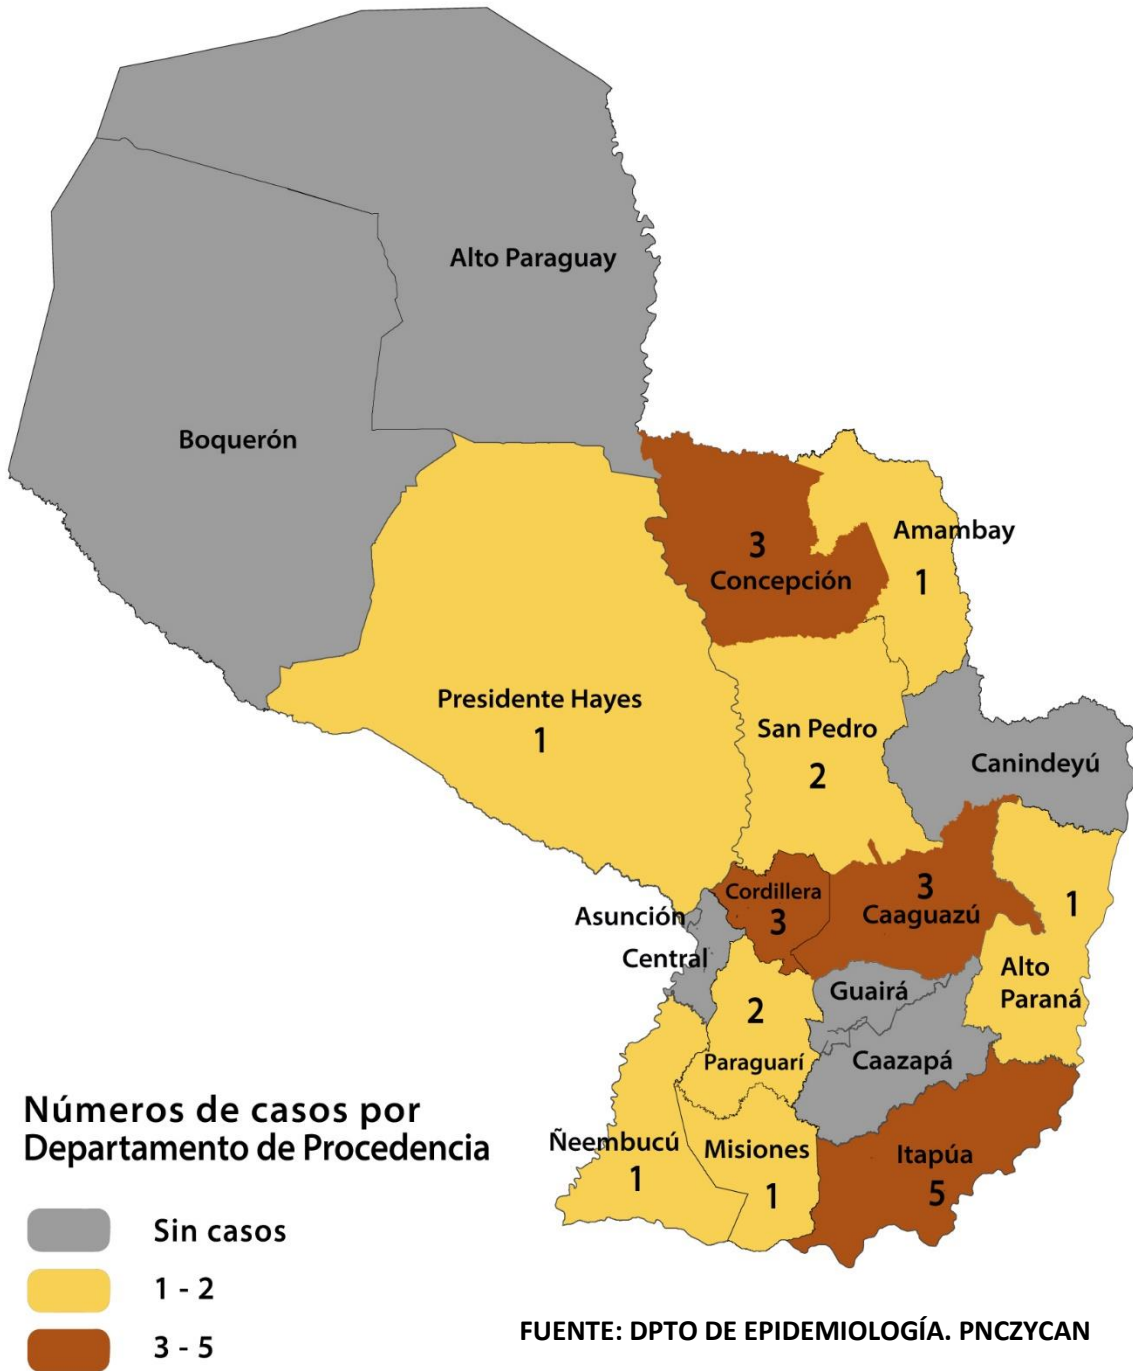 Alto Paraguay
Boquerón
Amambay
1
3
Concepción
Presidente Hayes
1
San Pedro
2
Canindeyú
Cordillera
3
3
Caaguazú
1
Alto
Paraná
Asunción
Central
Guairá
2
Paraguarí
Caazapá
Ñeembucú
1
Misiones
1
Itapúa
5
Números de casos por
Departamento de Procedencia
Sin casos
1 - 2
3 - 5
FUENTE: DPTO DE EPIDEMIOLOGÍA. PNCZYCAN